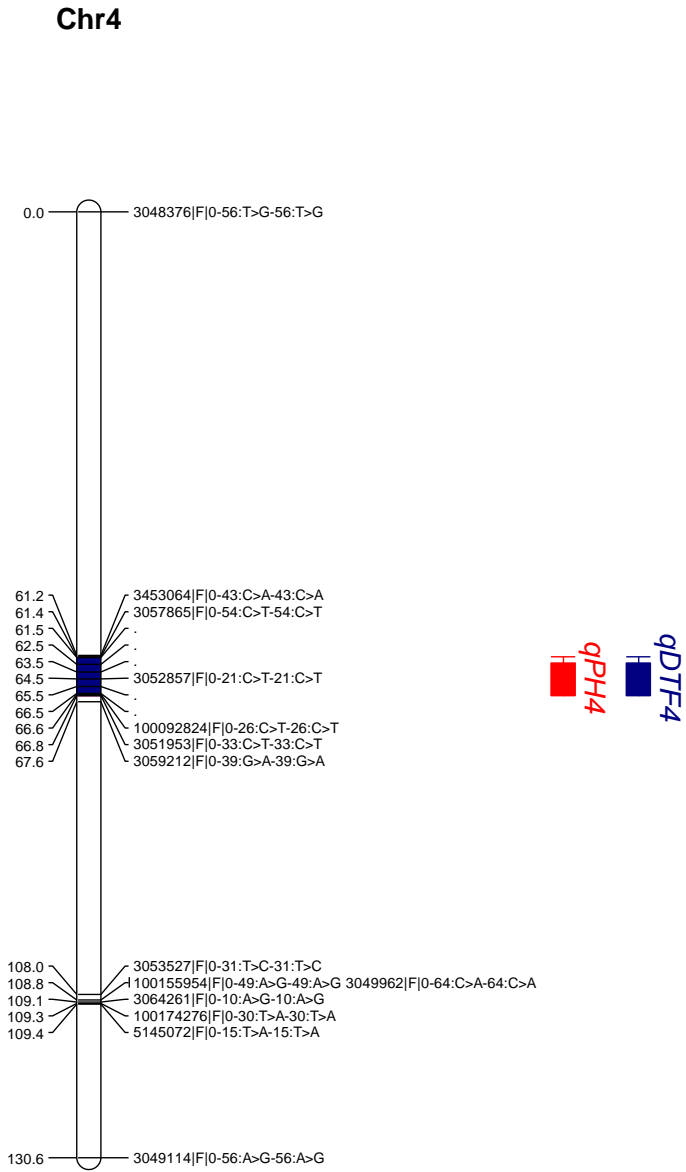 Chr4
0.0 3048376|F|0-56:T>G-56:T>G
61.2 3453064|F|0-43:C>A-43:C>A
61.4 3057865|F|0-54:C>T-54:C>T
61.5 .
62.5 .
63.5 .
64.5 3052857|F|0-21:C>T-21:C>T
65.5 .
66.5 .
66.6 100092824|F|0-26:C>T-26:C>T
66.8 3051953|F|0-33:C>T-33:C>T
67.6 3059212|F|0-39:G>A-39:G>A
108.0 3053527|F|0-31:T>C-31:T>C
108.8 100155954|F|0-49:A>G-49:A>G 3049962|F|0-64:C>A-64:C>A
109.1 3064261|F|0-10:A>G-10:A>G
109.3 100174276|F|0-30:T>A-30:T>A
109.4 5145072|F|0-15:T>A-15:T>A
130.6 3049114|F|0-56:A>G-56:A>G
qPH4
qDTF4